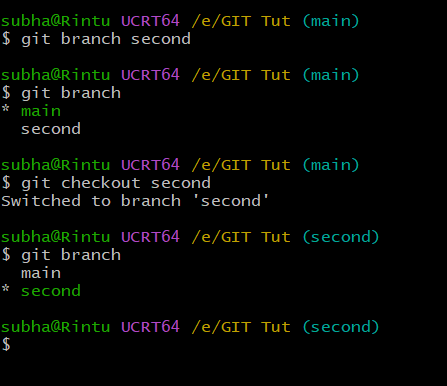 subha@Rintu UCRT64 /e/GIT Tut (main)
$ git branch second
subha@Rintu UCRT64 /e/GIT Tut (main)
$ git branch
* main
  second
subha@Rintu UCRT64 /e/GIT Tut (main)
$ git checkout second
Switched to branch 'second'
subha@Rintu UCRT64 /e/GIT Tut (second)
$ git branch
  main
* second
subha@Rintu UCRT64 /e/GIT Tut (second)
$